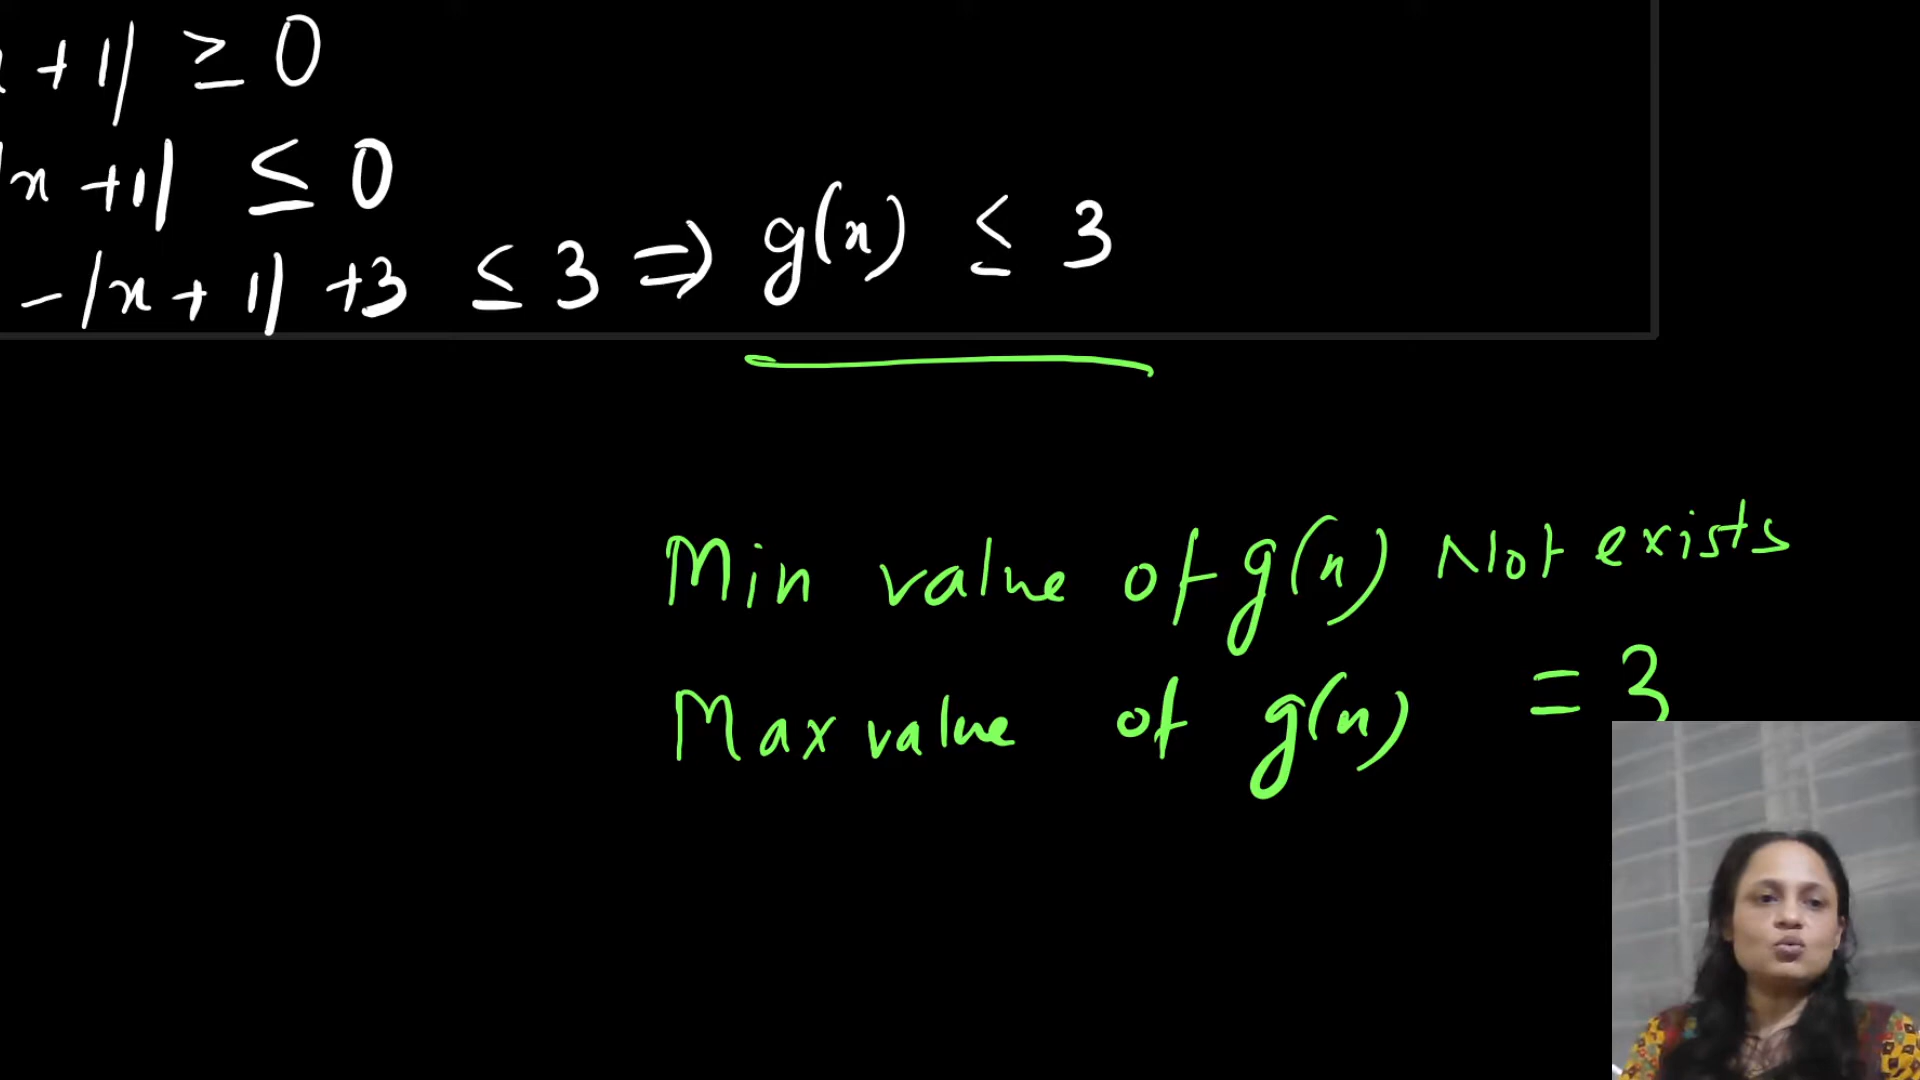 +1| ≥ 0
x +1| ≤ 0
-|x + 1| +3 ≤ 3 ⇒ g(x) ≤ 3
Min value of g(x) Not exists
Max value of g(x) = 3